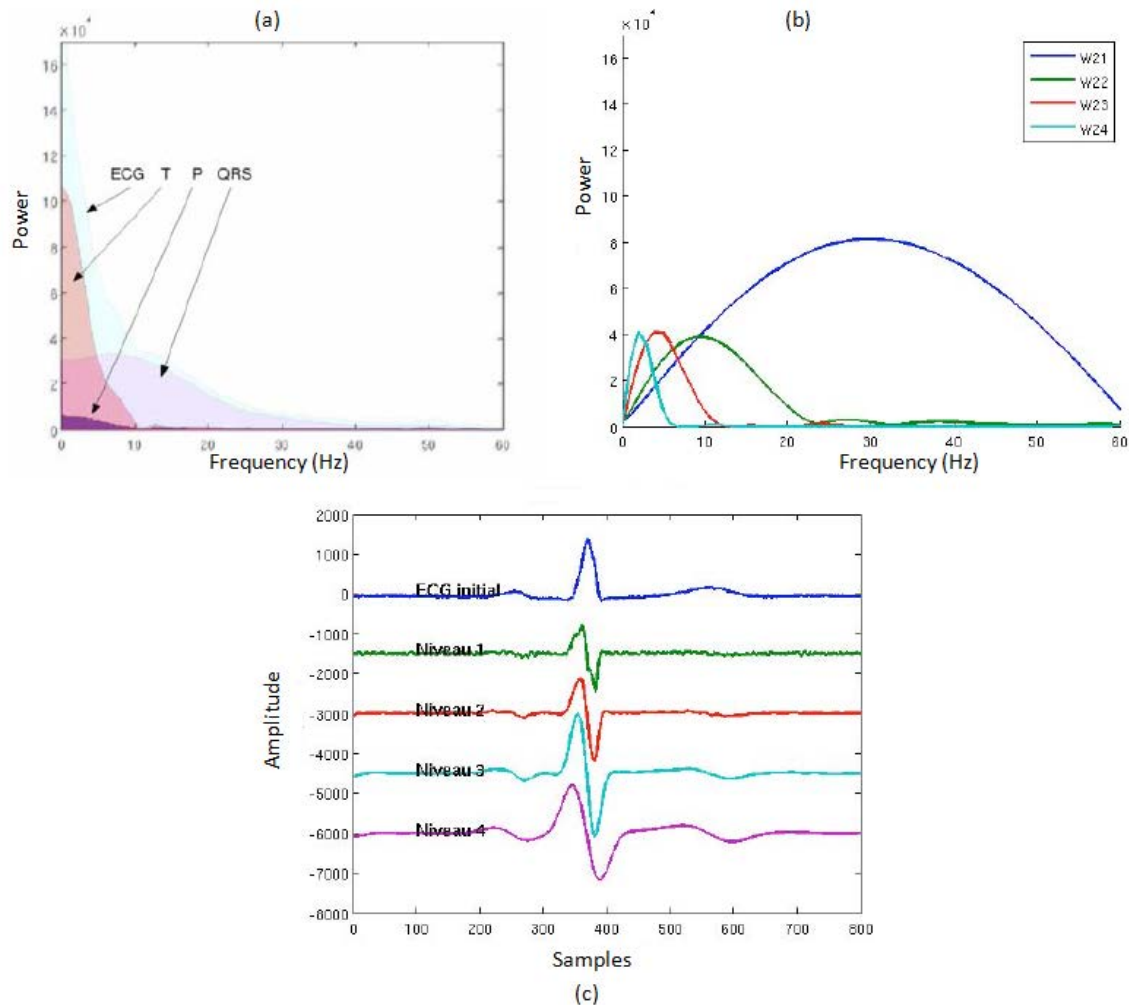 (a)
×10⁴
16
14
12
10
8
6
4
2
0
Power
ECG T P QRS
0 10 20 30 40 50 60
Frequency (Hz)
(b)
×10⁴
16
14
12
10
8
6
4
2
0
Power
W21
W22
W23
W24
0 10 20 30 40 50 60
Frequency (Hz)
2000
1000
0
-1000
-2000
-3000
-4000
-5000
-6000
-7000
-8000
Amplitude
ECG initial
Niveau 1
Niveau 2
Niveau 3
Niveau 4
0 100 200 300 400 500 600 700 800
Samples
(c)